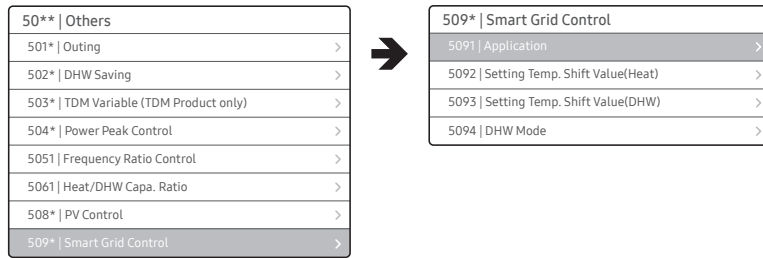 50** | Others
501* | Outing
502* | DHW Saving
503* | TDM Variable (TDM Product only)
504* | Power Peak Control
5051 | Frequency Ratio Control
5061 | Heat/DHW Capa. Ratio
508* | PV Control
509* | Smart Grid Control
509* | Smart Grid Control
5091 | Application
5092 | Setting Temp. Shift Value(Heat)
5093 | Setting Temp. Shift Value(DHW)
5094 | DHW Mode